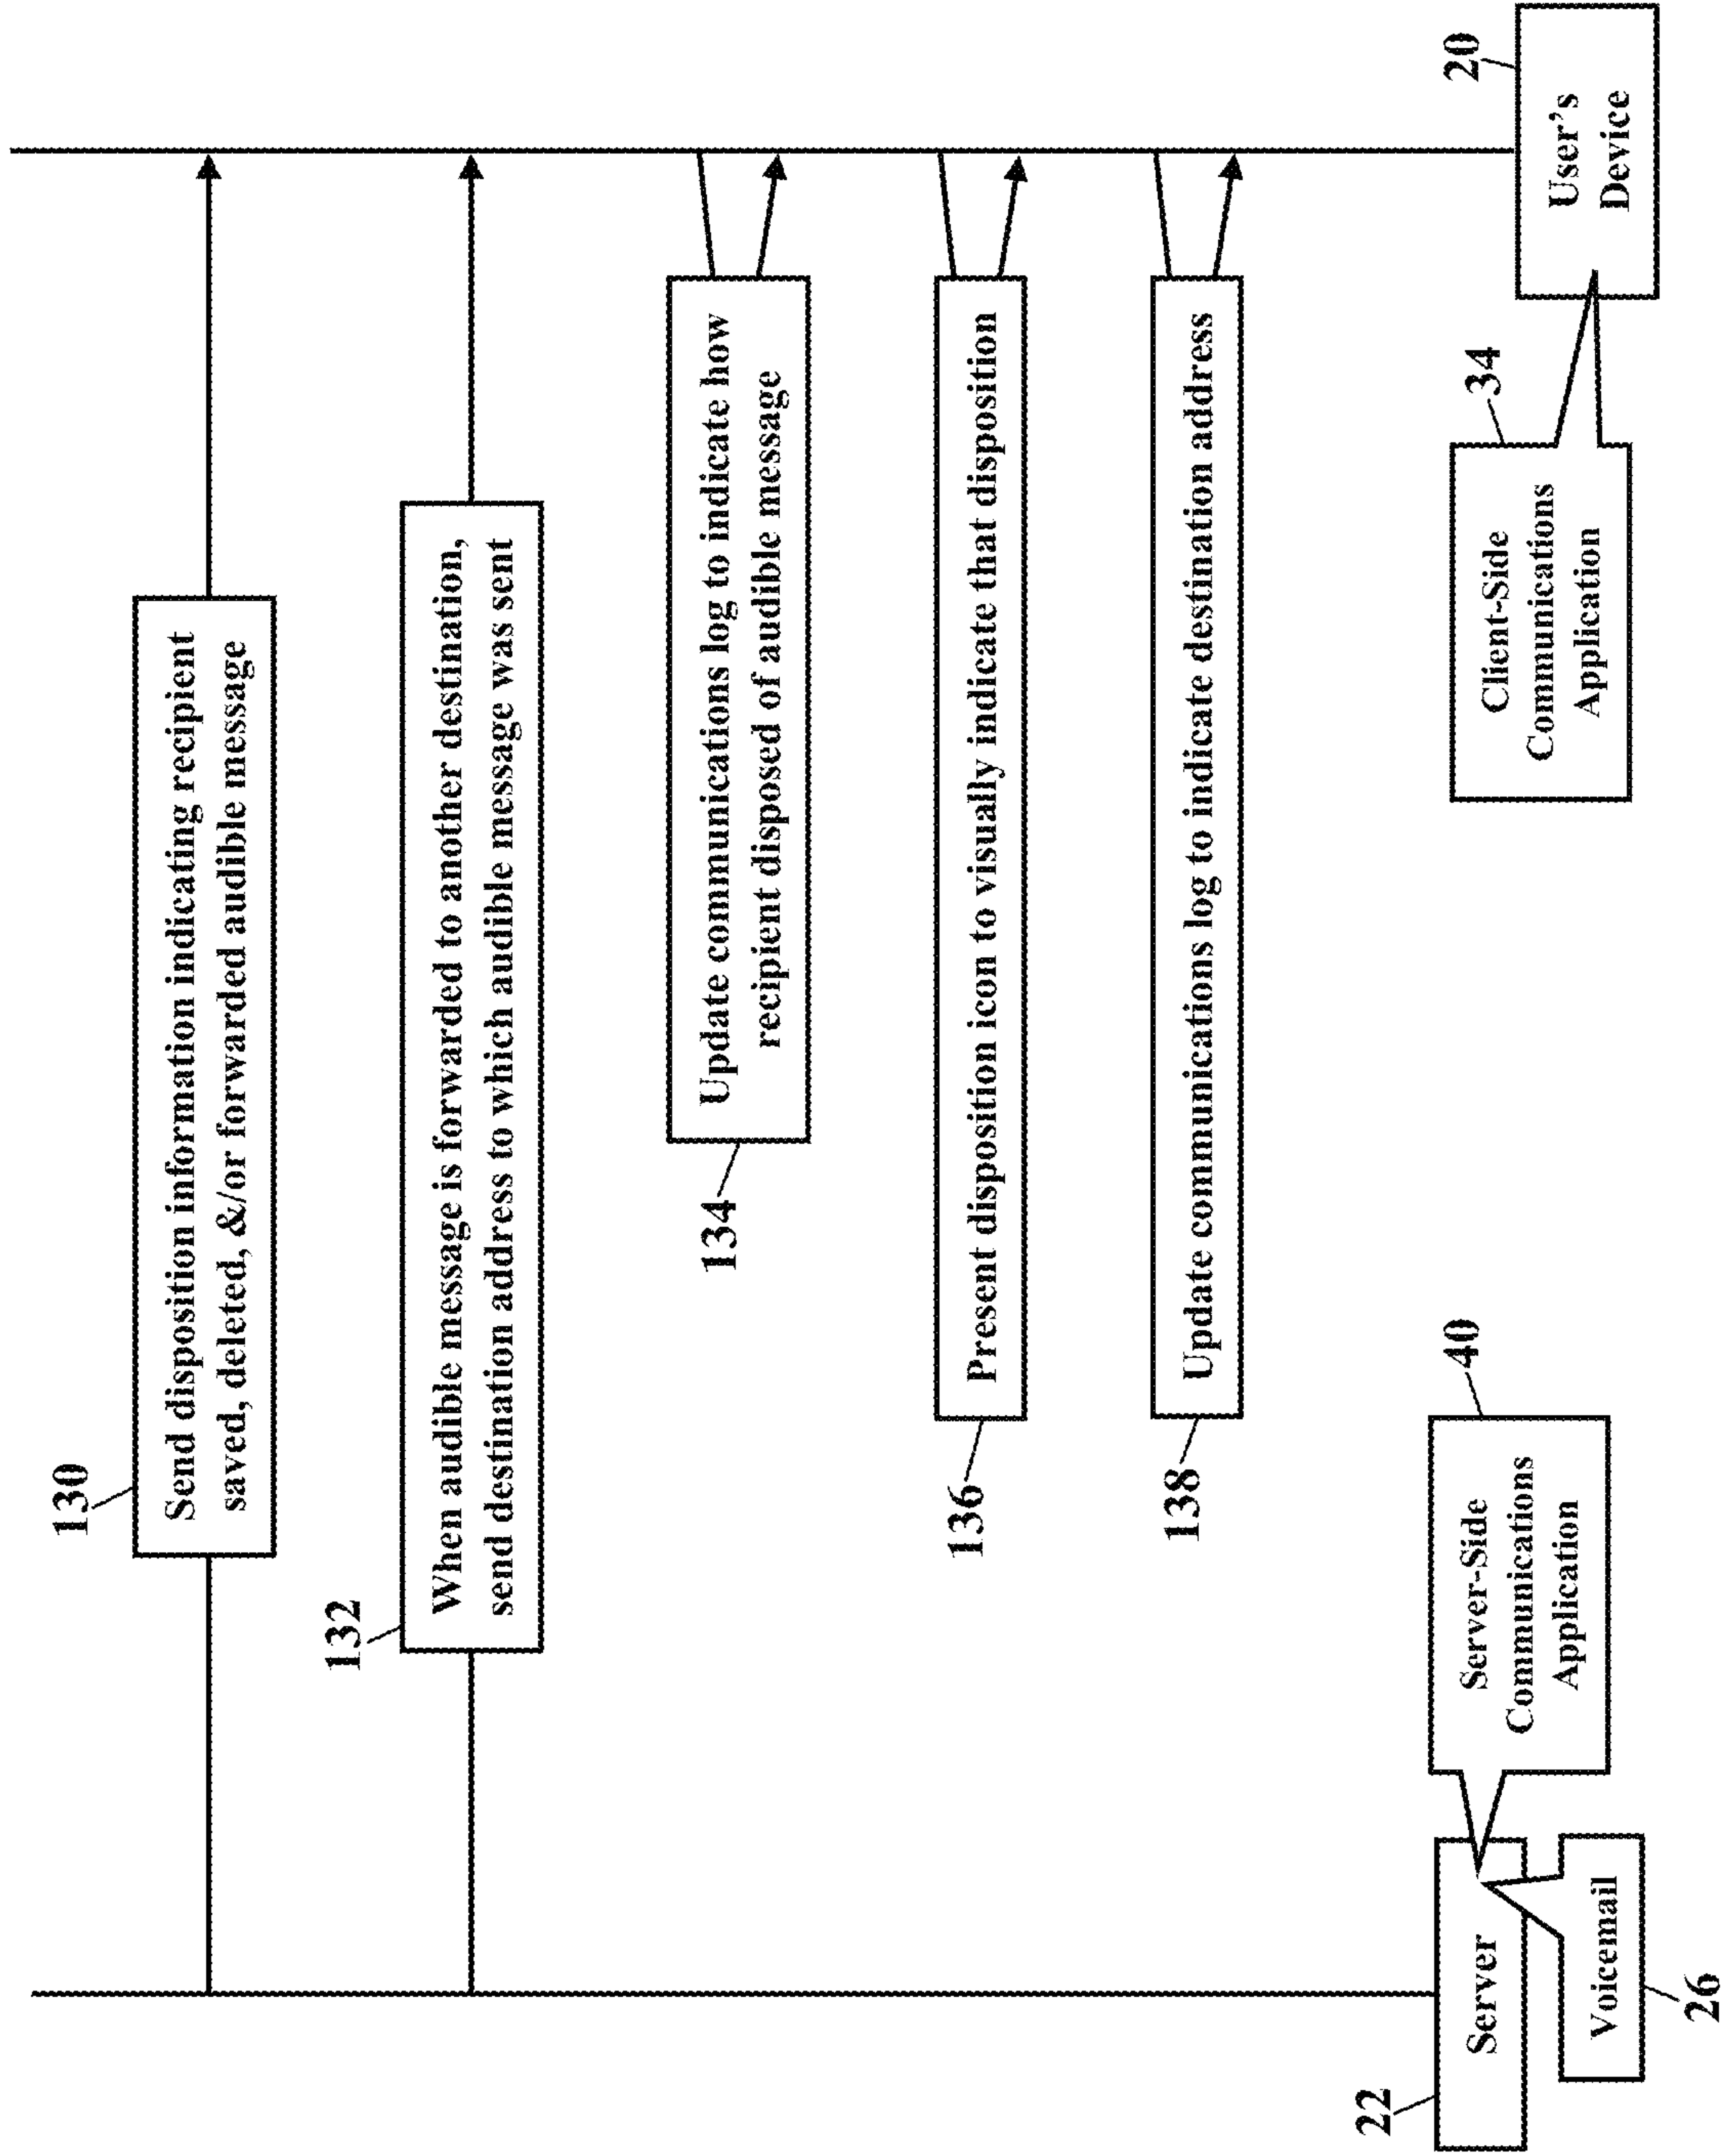 130
Send disposition information indicating recipient
saved, deleted, &/or forwarded audible message
132
When audible message is forwarded to another destination,
send destination address to which audible message was sent
134
Update communications log to indicate how
recipient disposed of audible message
136
Present disposition icon to visually indicate that disposition
138
Update communications log to indicate destination address
22
Server
Voicemail
26
40
Server-Side
Communications
Application
34
Client-Side
Communications
Application
20
User's
Device